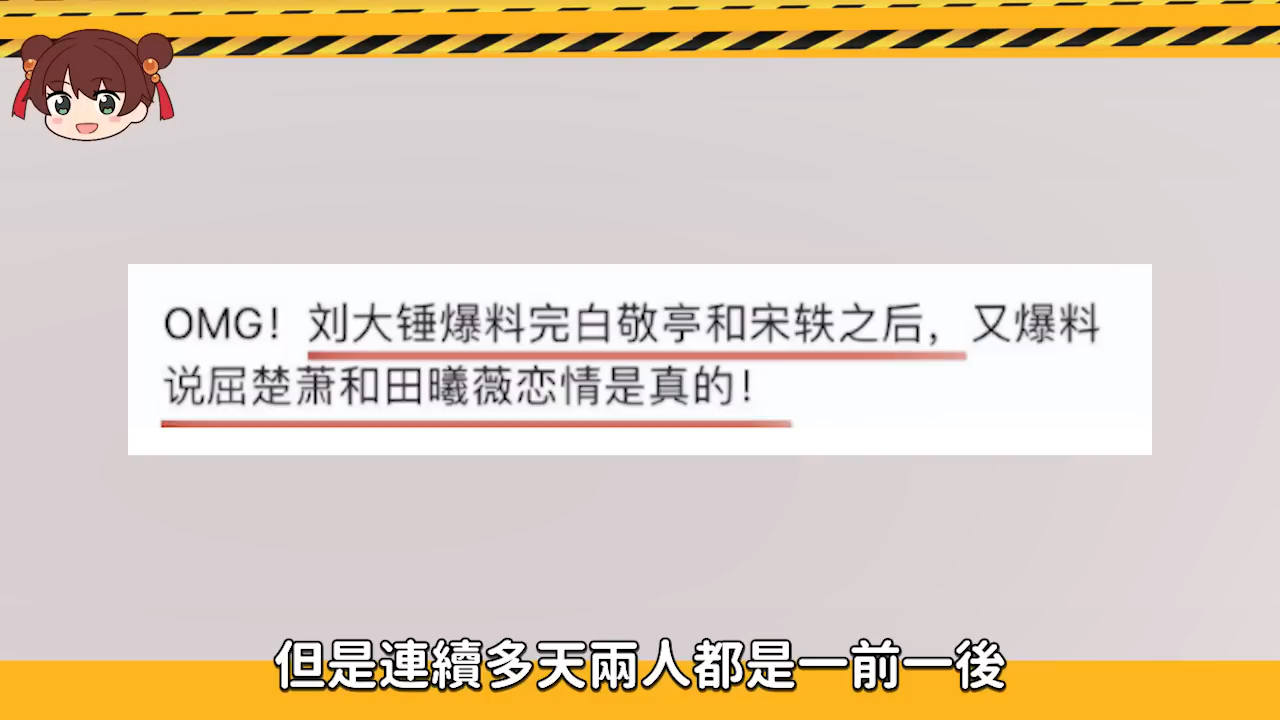 OMG！刘大锤爆料完白敬亭和宋轶之后，又爆料
说屈楚萧和田曦薇恋情是真的！
但是連續多天兩人都是一前一後